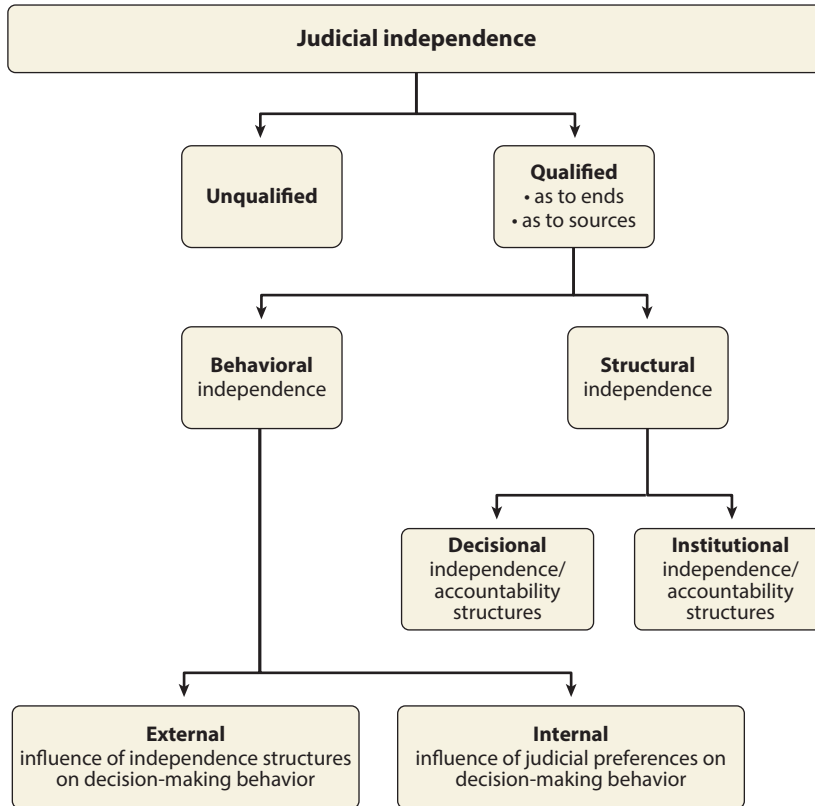 Judicial independence
Unqualified
Qualified
• as to ends
• as to sources
Behavioral
independence
Structural
independence
Decisional
independence/
accountability
structures
Institutional
independence/
accountability
structures
External
influence of independence structures
on decision-making behavior
Internal
influence of judicial preferences on
decision-making behavior